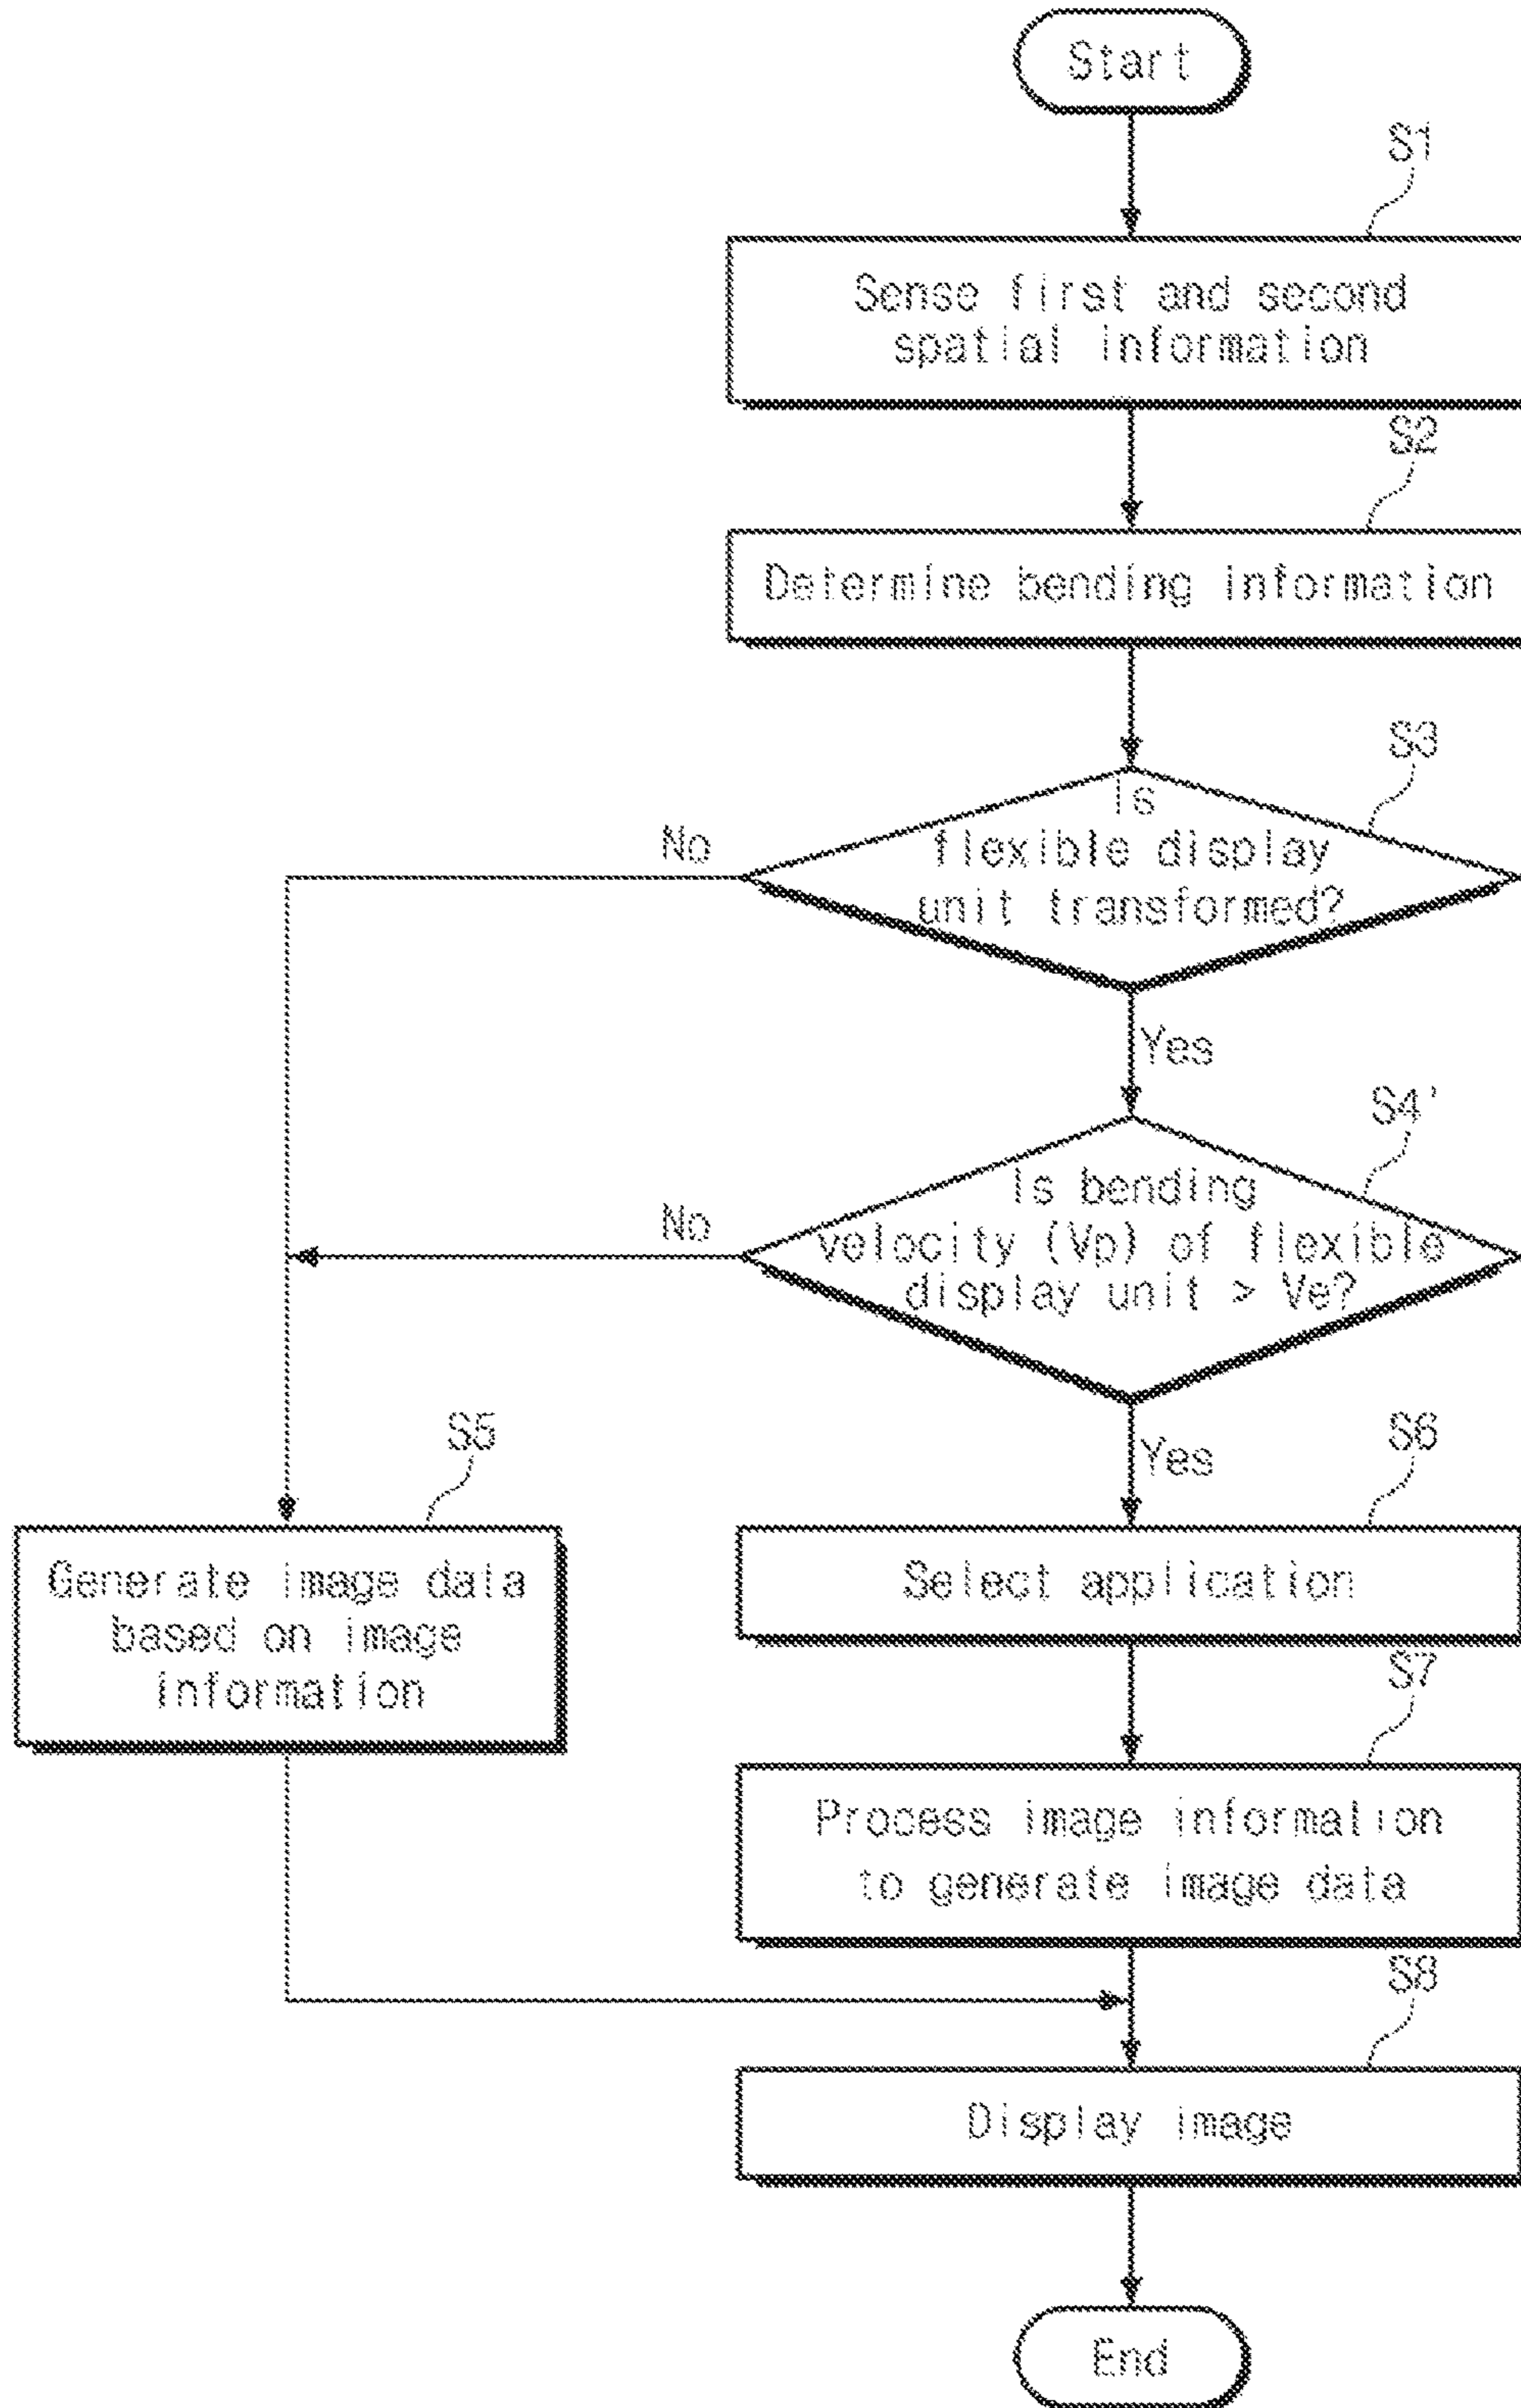 Start
S1
Sense first and second
spatial information
S2
Determine bending information
S3
Is
flexible display
unit transformed?
No
Yes
S4'
Is bending
velocity (Vp) of flexible
display unit > Ve?
No
Yes
S5
Generate image data
based on image
information
S6
Select application
S7
Process image information
to generate image data
S8
Display image
End